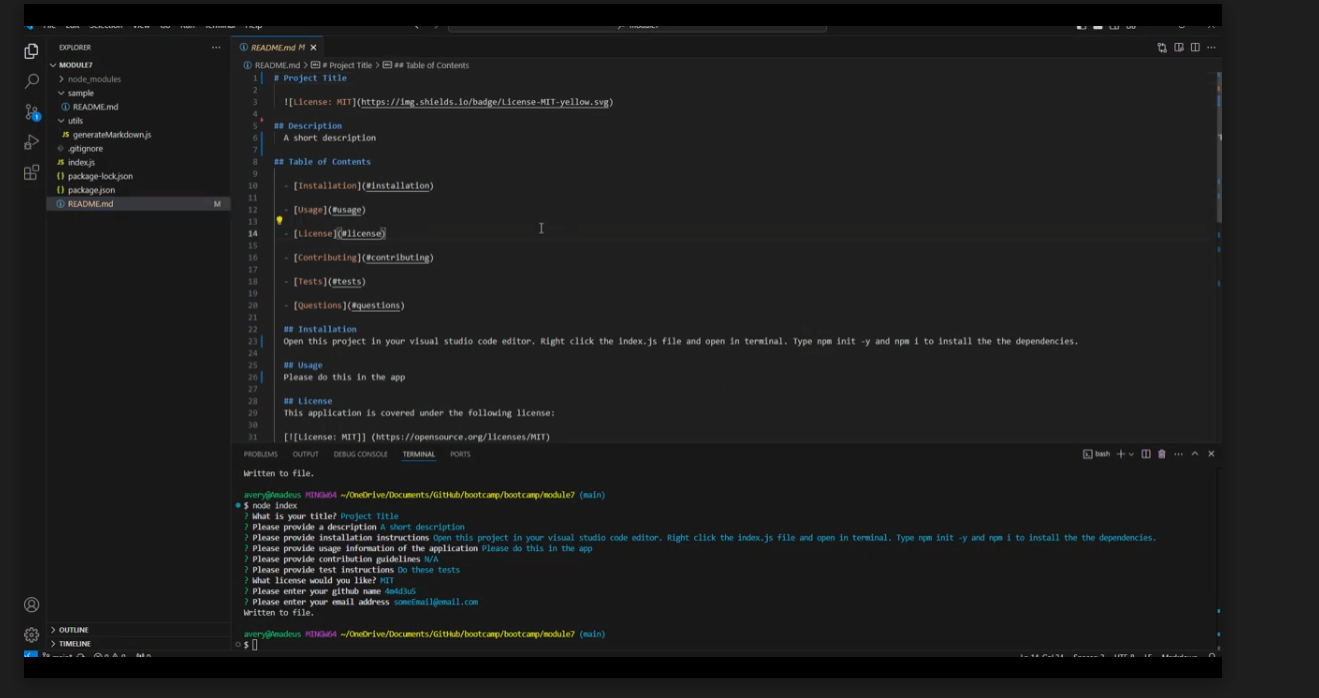 EXPLORER
MODULE7
node_modules
sample
README.md
utils
JS generateMarkdown.js
.gitignore
JS index.js
{} package-lock.json
{} package.json
README.md M
OUTLINE
TIMELINE
README.md M
README.md > # Project Title > ## Table of Contents
1 # Project Title
2
3 ![License: MIT](https://img.shields.io/badge/License-MIT-yellow.svg)
4
5 ## Description
6 A short description
7
8 ## Table of Contents
9
10 - [Installation](#installation)
11
12 - [Usage](#usage)
13
14 - [License](#license)
15
16 - [Contributing](#contributing)
17
18 - [Tests](#tests)
19
20 - [Questions](#questions)
21
22 ## Installation
23 Open this project in your visual studio code editor. Right click the index.js file and open in terminal. Type npm init -y and npm i to install the the dependencies.
24
25 ## Usage
26 Please do this in the app
27
28 ## License
29 This application is covered under the following license:
30
31 [![License: MIT]] (https://opensource.org/licenses/MIT)
PROBLEMS OUTPUT DEBUG CONSOLE TERMINAL PORTS
bash
Written to file.
avery@Amadeus MINGW64 ~/OneDrive/Documents/GitHub/bootcamp/bootcamp/module7 (main)
$ node index
? What is your title? Project Title
? Please provide a description A short description
? Please provide installation instructions Open this project in your visual studio code editor. Right click the index.js file and open in terminal. Type npm init -y and npm i to install the the dependencies.
? Please provide usage information of the application Please do this in the app
? Please provide contribution guidelines N/A
? Please provide test instructions Do these tests
? What license would you like? MIT
? Please enter your github name 4m4d3uS
? Please enter your email address someEmail@email.com
Written to file.
avery@Amadeus MINGW64 ~/OneDrive/Documents/GitHub/bootcamp/bootcamp/module7 (main)
$